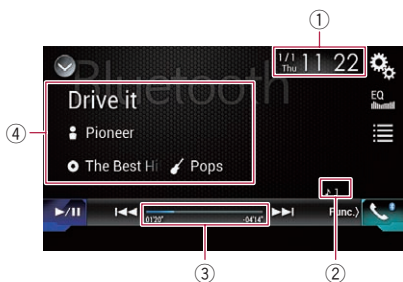 ①
1/1
Thu 11 22
Bluetooth
EQ
Drive it
④
Pioneer
The Best Hi
Pops
1
01'20"
-04'14"
Func.
③
②